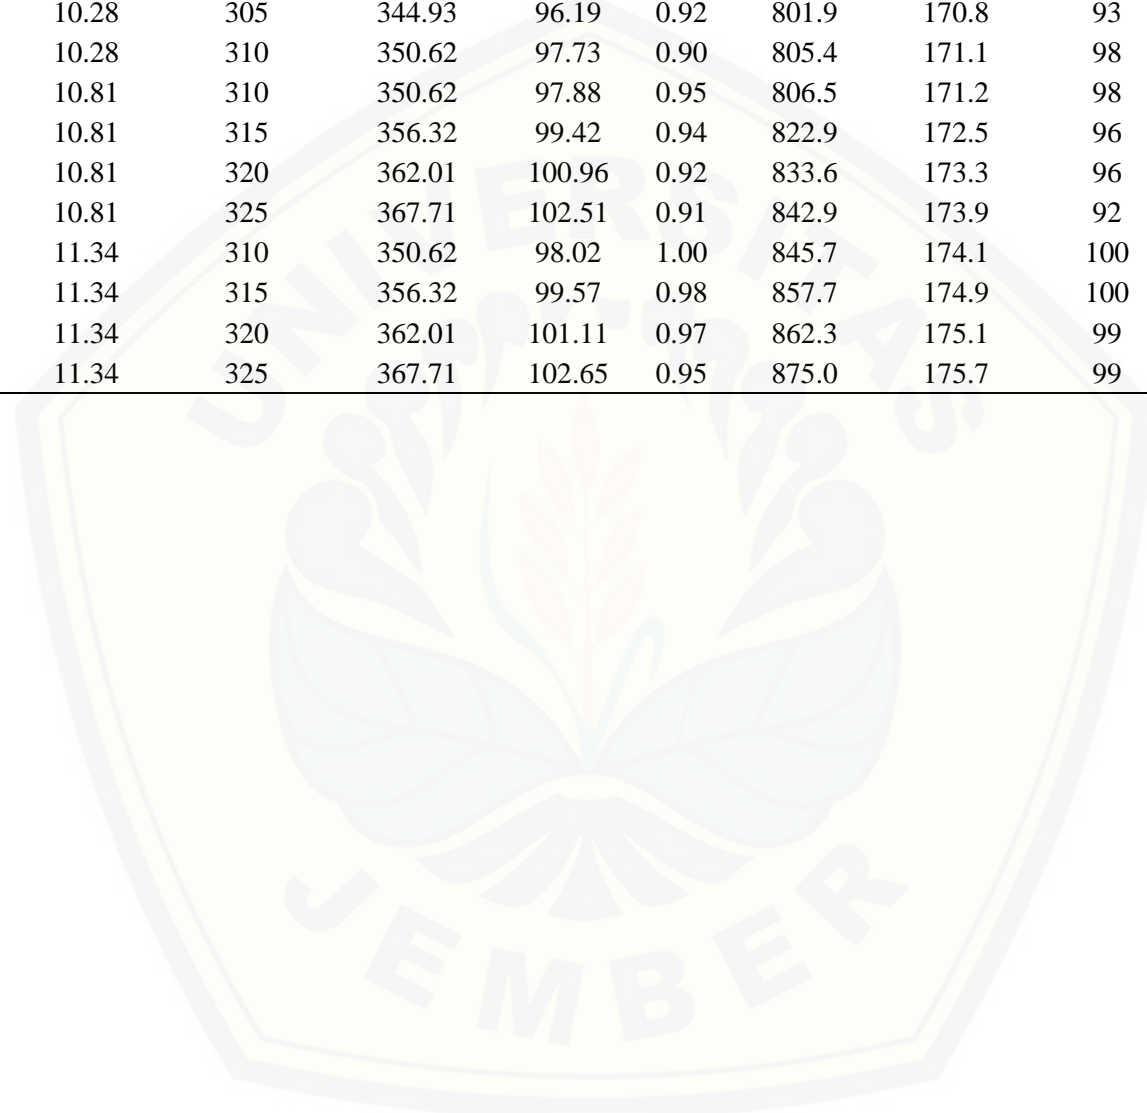 10.28 305 344.93 96.19 0.92 801.9 170.8 93
10.28 310 350.62 97.73 0.90 805.4 171.1 98
10.81 310 350.62 97.88 0.95 806.5 171.2 98
10.81 315 356.32 99.42 0.94 822.9 172.5 96
10.81 320 362.01 100.96 0.92 833.6 173.3 96
10.81 325 367.71 102.51 0.91 842.9 173.9 92
11.34 310 350.62 98.02 1.00 845.7 174.1 100
11.34 315 356.32 99.57 0.98 857.7 174.9 100
11.34 320 362.01 101.11 0.97 862.3 175.1 99
11.34 325 367.71 102.65 0.95 875.0 175.7 99
UNIVERSITAS
JEMBER